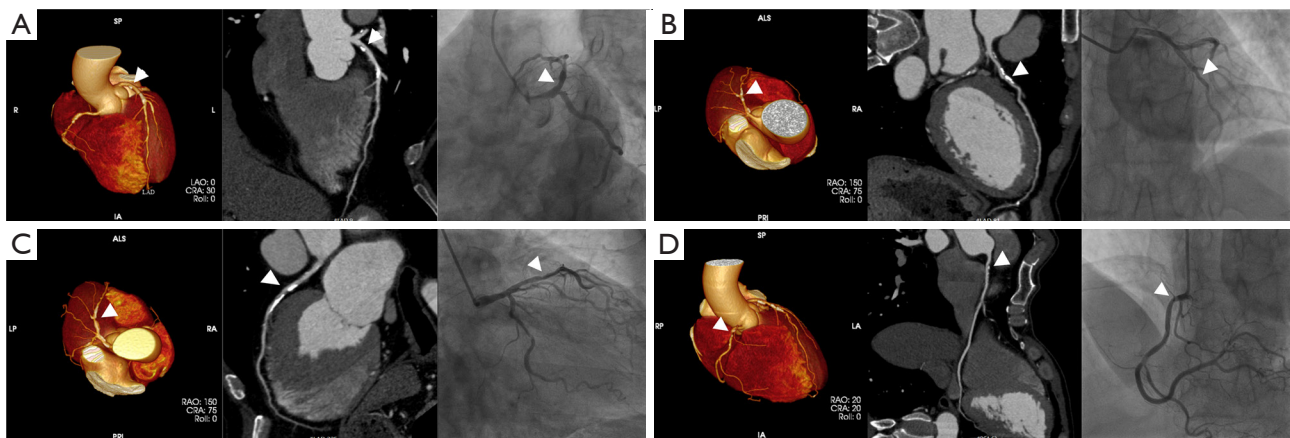 A
SP
R
L
LAD
LAO: 0
CRA: 30
Roll: 0
IA
B
ALS
LP
RA
RAO: 150
CRA: 75
Roll: 0
PRI
C
ALS
LP
RA
RAO: 150
CRA: 75
Roll: 0
PRI
D
SP
RP
LA
RAO: 20
CRA: 20
Roll: 0
IA